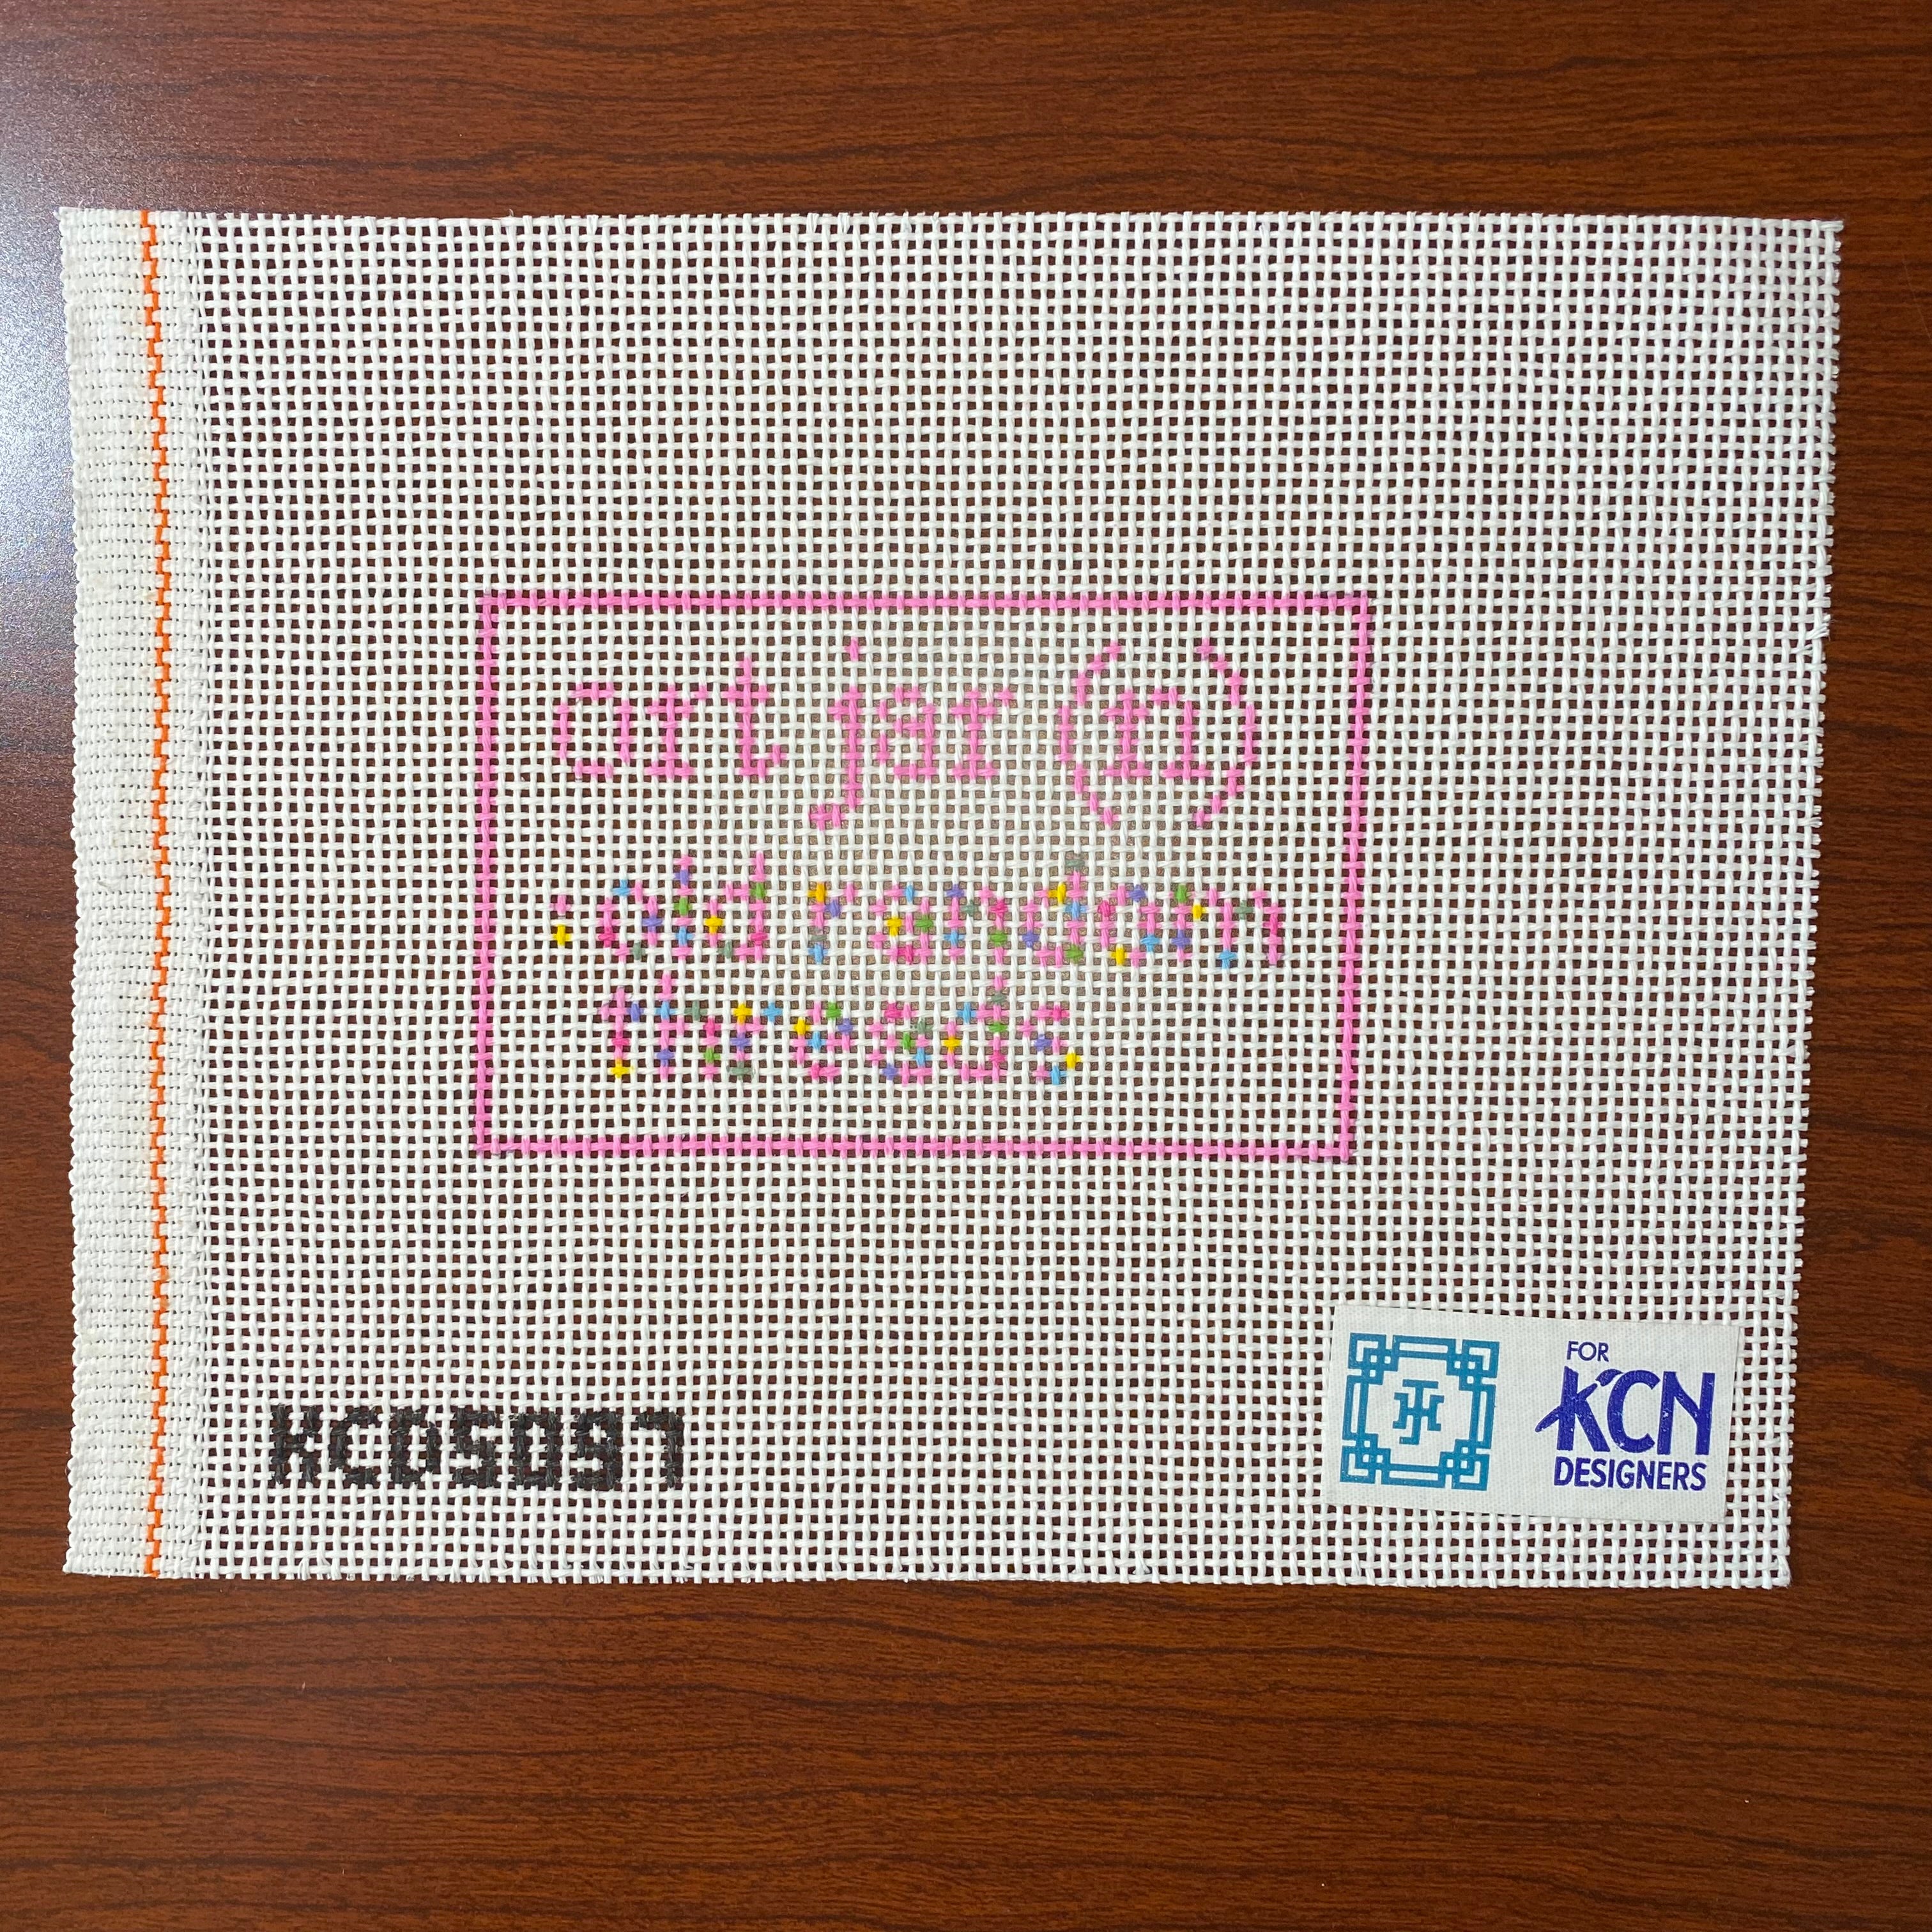 ort jar (n)
: old random
threads
KCD5097
FOR
KCN
DESIGNERS